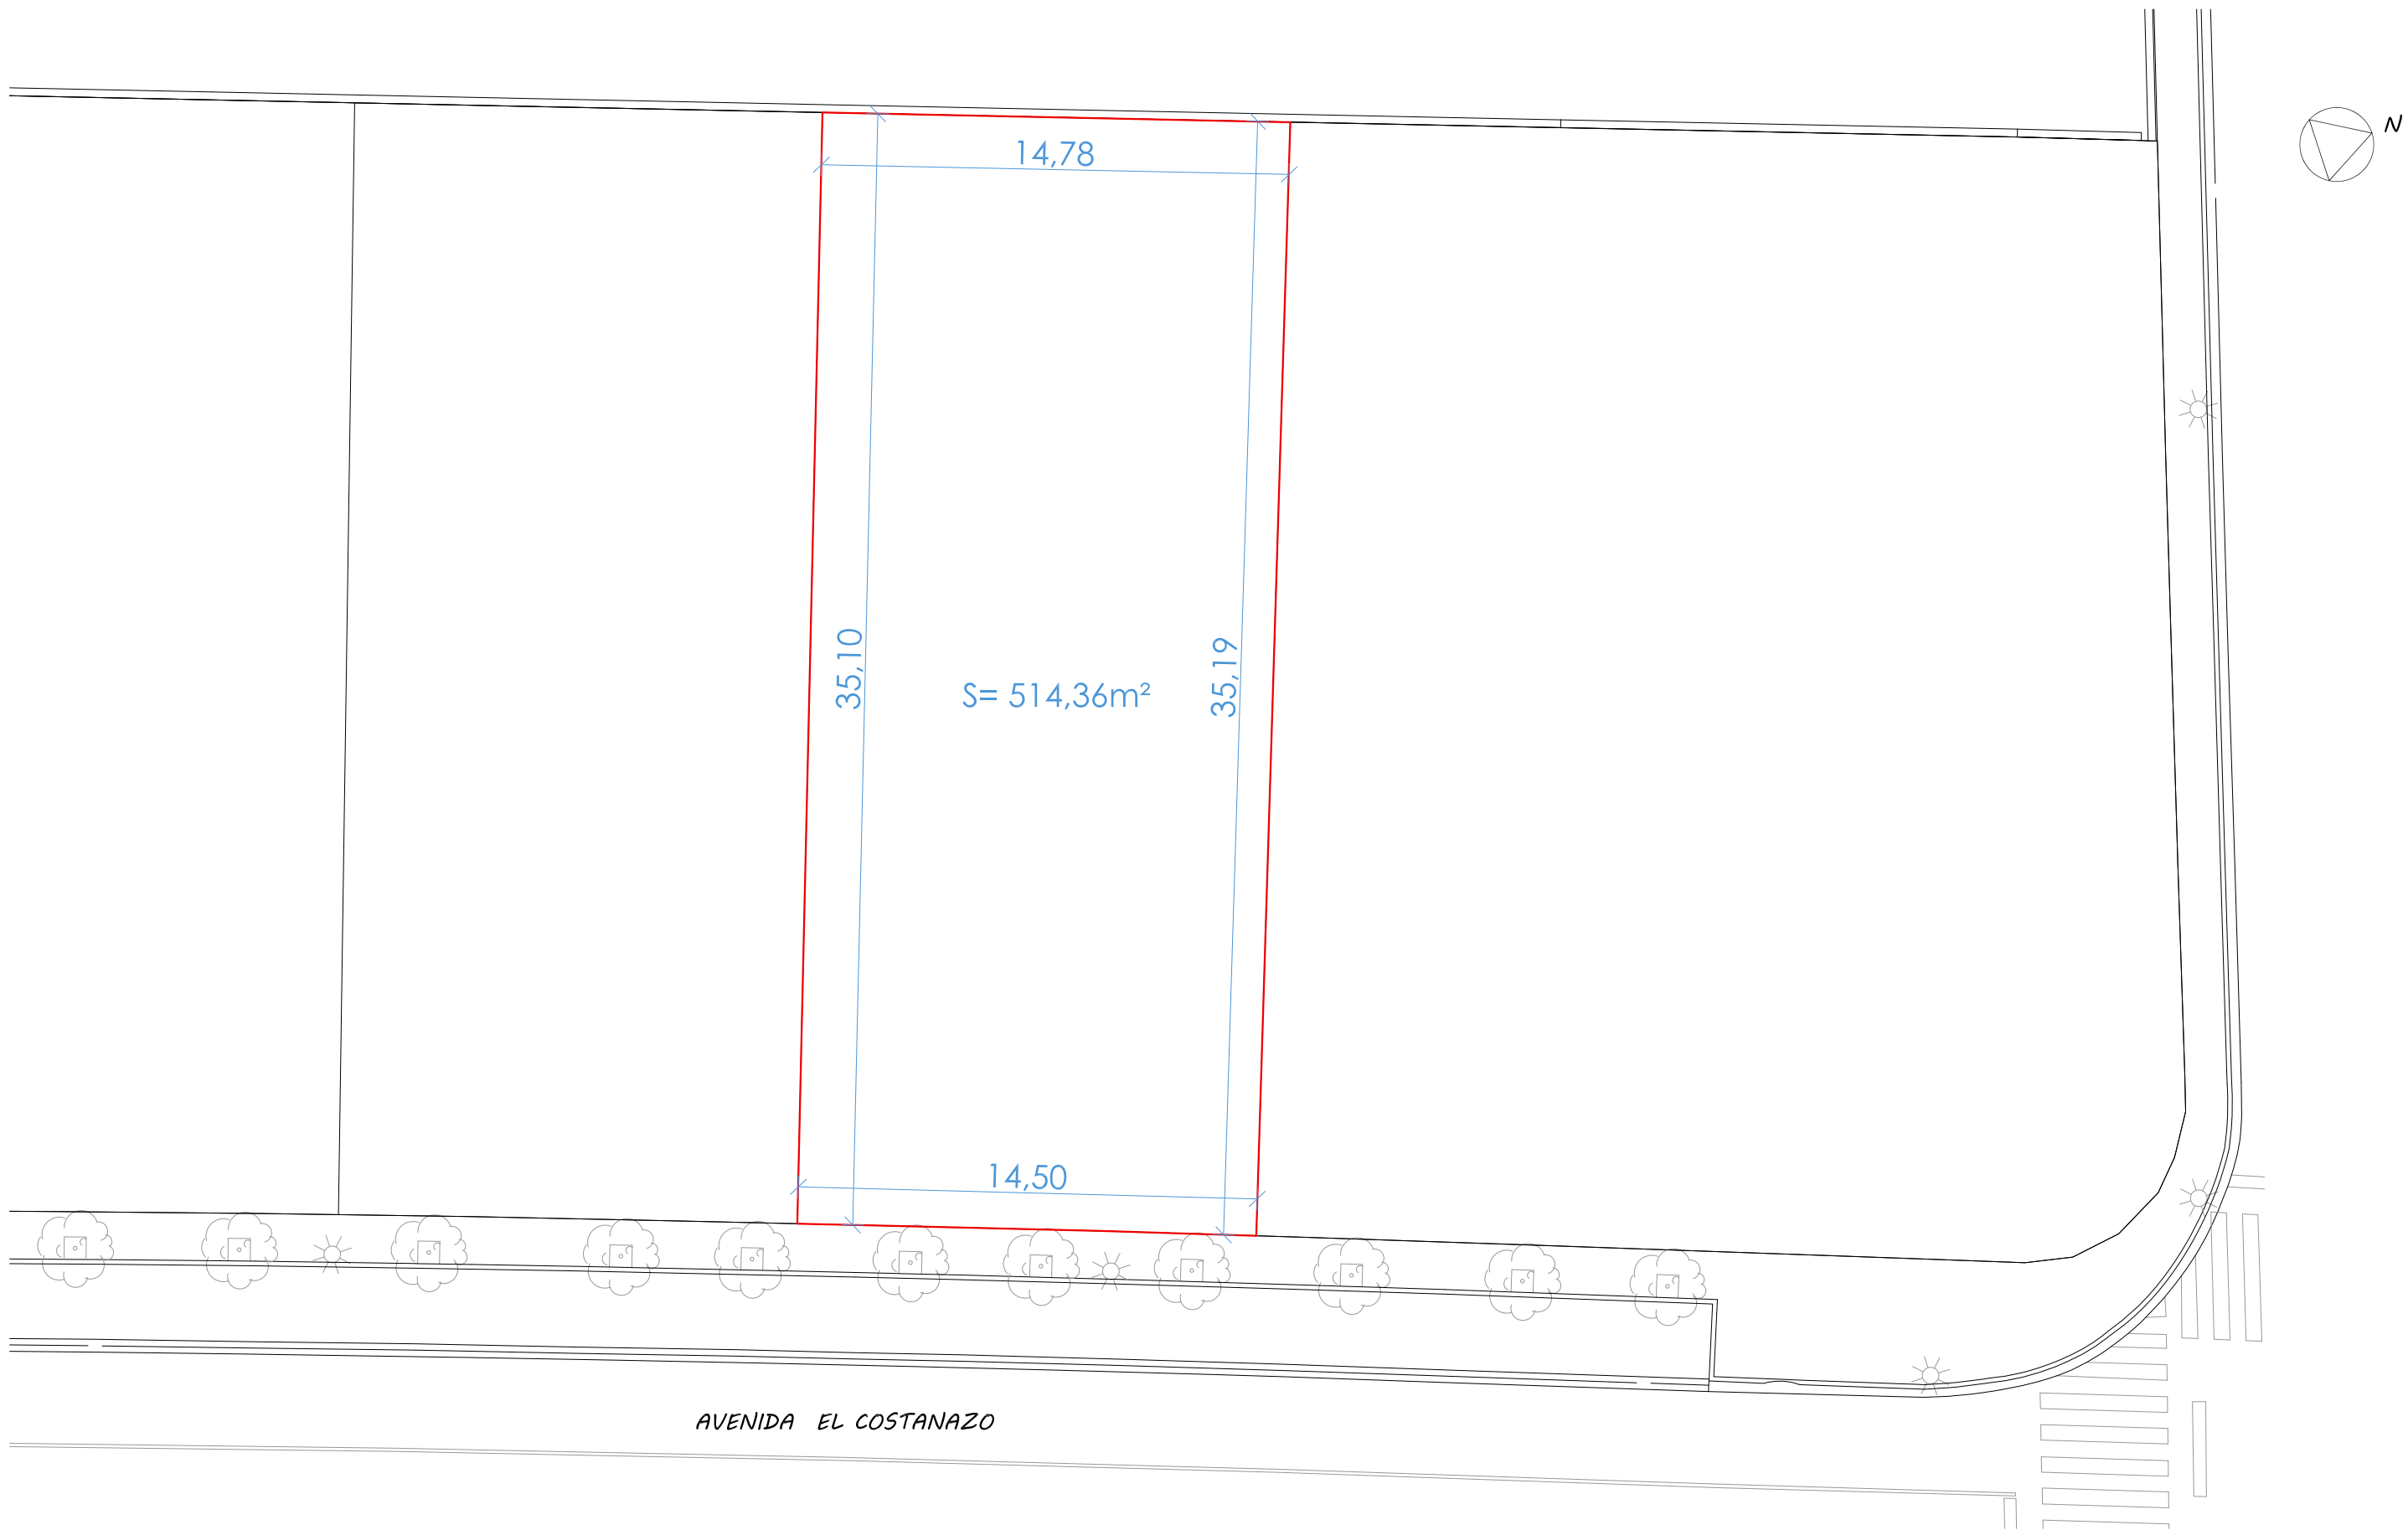 N
14,78
35,10
35,19
S= 514,36m²
14,50
AVENIDA EL COSTANAZO